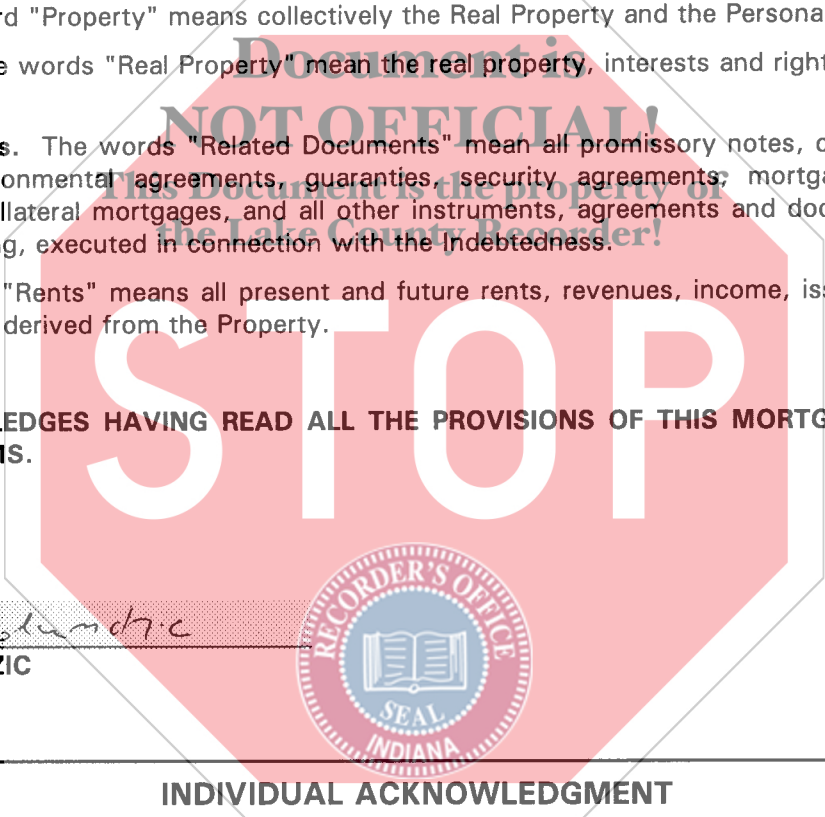 rd "Property" means collectively the Real Property and the Persona
Document is
e words "Real Property" mean the real property, interests and right
NOT OFFICIAL!
s. The words "Related Documents" mean all promissory notes, c
This Document is the property of
onmental agreements, guaranties, security agreements, mortga
llateral mortgages, and all other instruments, agreements and doc
the Lake County Recorder!
g, executed in connection with the Indebtedness.
"Rents" means all present and future rents, revenues, income, iss
derived from the Property.
STOP
LEDGES HAVING READ ALL THE PROVISIONS OF THIS MORTG
MS.
RECORDER'S OFFICE
SEAL
INDIANA
ZIC
INDIVIDUAL ACKNOWLEDGMENT